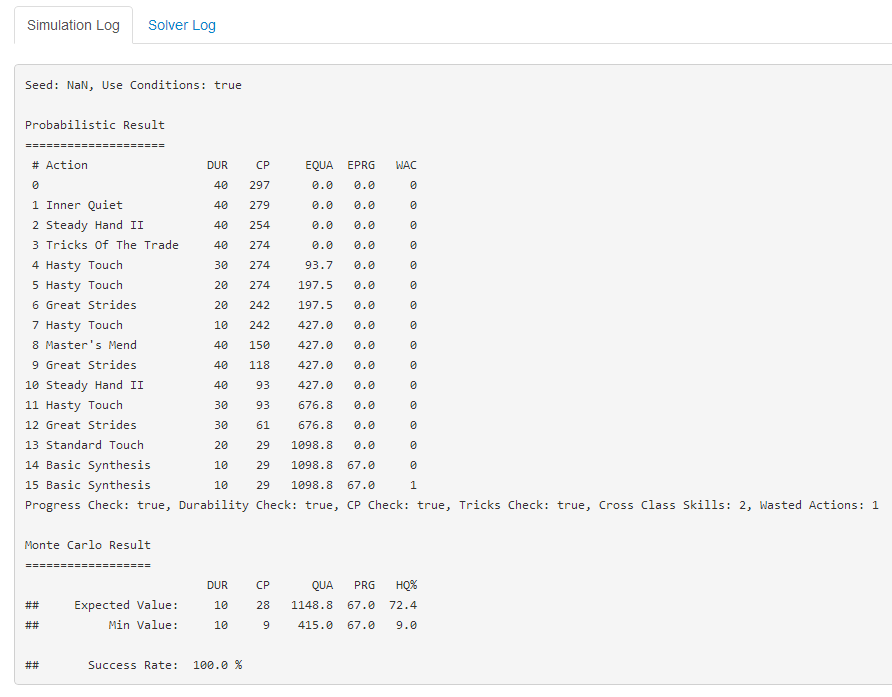 Simulation Log Solver Log
Seed: NaN, Use Conditions: true
Probabilistic Result
====================
# Action DUR CP EQUA EPRG WAC
0 40 297 0.0 0.0 0
1 Inner Quiet 40 279 0.0 0.0 0
2 Steady Hand II 40 254 0.0 0.0 0
3 Tricks Of The Trade 40 274 0.0 0.0 0
4 Hasty Touch 30 274 93.7 0.0 0
5 Hasty Touch 20 274 197.5 0.0 0
6 Great Strides 20 242 197.5 0.0 0
7 Hasty Touch 10 242 427.0 0.0 0
8 Master's Mend 40 150 427.0 0.0 0
9 Great Strides 40 118 427.0 0.0 0
10 Steady Hand II 40 93 427.0 0.0 0
11 Hasty Touch 30 93 676.8 0.0 0
12 Great Strides 30 61 676.8 0.0 0
13 Standard Touch 20 29 1098.8 0.0 0
14 Basic Synthesis 10 29 1098.8 67.0 0
15 Basic Synthesis 10 29 1098.8 67.0 1
Progress Check: true, Durability Check: true, CP Check: true, Tricks Check: true, Cross Class Skills: 2, Wasted Actions: 1
Monte Carlo Result
==================
DUR CP QUA PRG HQ%
## Expected Value: 10 28 1148.8 67.0 72.4
## Min Value: 10 9 415.0 67.0 9.0
## Success Rate: 100.0 %